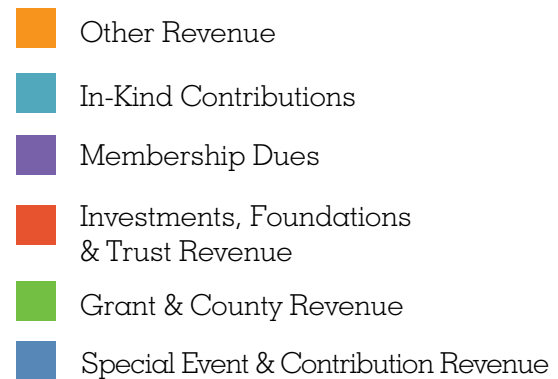 Other Revenue
In-Kind Contributions
Membership Dues
Investments, Foundations
& Trust Revenue
Grant & County Revenue
Special Event & Contribution Revenue